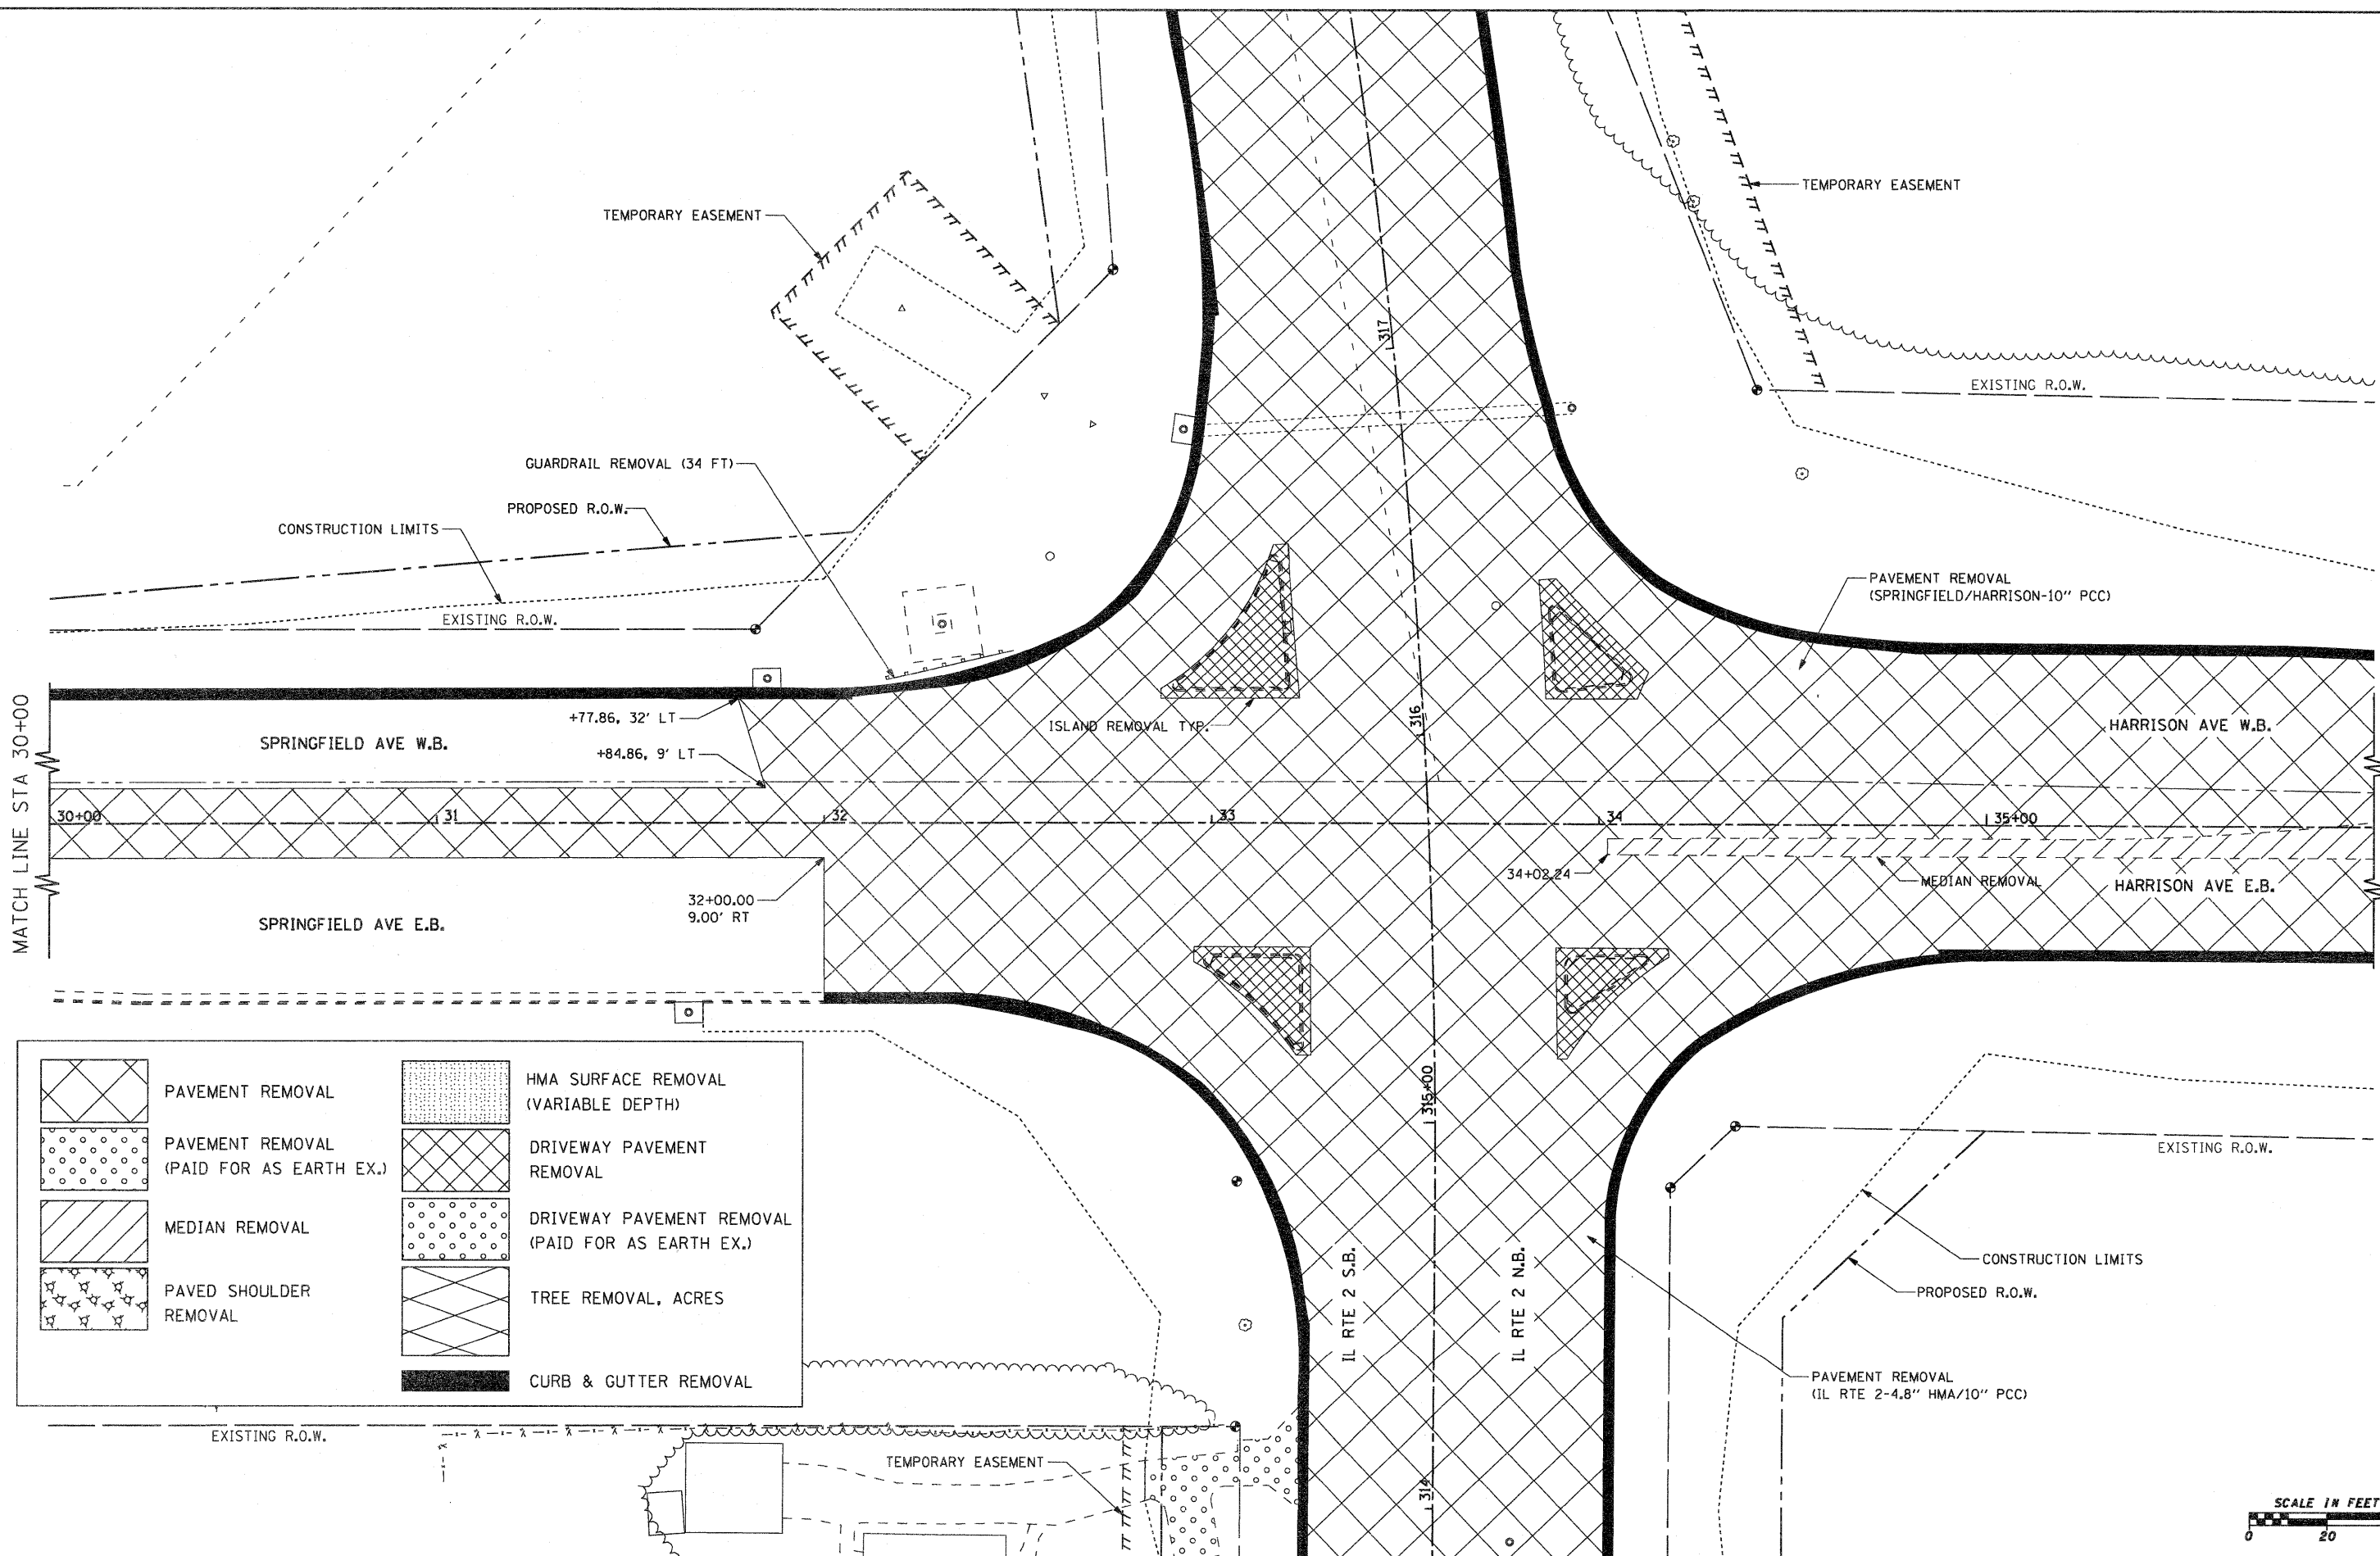 TEMPORARY EASEMENT
TEMPORARY EASEMENT
317
EXISTING R.O.W.
GUARDRAIL REMOVAL (34 FT)
PROPOSED R.O.W.
CONSTRUCTION LIMITS
EXISTING R.O.W.
PAVEMENT REMOVAL
(SPRINGFIELD/HARRISON-10" PCC)
MATCH LINE STA 30+00
+77.86, 32' LT
ISLAND REMOVAL TYP.
316
HARRISON AVE W.B.
SPRINGFIELD AVE W.B.
+84.86, 9' LT
30+00
31
32
33
34
35+00
34+02.24
MEDIAN REMOVAL
HARRISON AVE E.B.
32+00.00
9.00' RT
SPRINGFIELD AVE E.B.
315+00
PAVEMENT REMOVAL
HMA SURFACE REMOVAL
(VARIABLE DEPTH)
PAVEMENT REMOVAL
(PAID FOR AS EARTH EX.)
DRIVEWAY PAVEMENT
REMOVAL
MEDIAN REMOVAL
DRIVEWAY PAVEMENT REMOVAL
(PAID FOR AS EARTH EX.)
PAVED SHOULDER
REMOVAL
TREE REMOVAL, ACRES
CURB & GUTTER REMOVAL
EXISTING R.O.W.
CONSTRUCTION LIMITS
PROPOSED R.O.W.
IL RTE 2 S.B.
IL RTE 2 N.B.
PAVEMENT REMOVAL
(IL RTE 2-4.8" HMA/10" PCC)
EXISTING R.O.W.
TEMPORARY EASEMENT
314
SCALE IN FEET
0 20